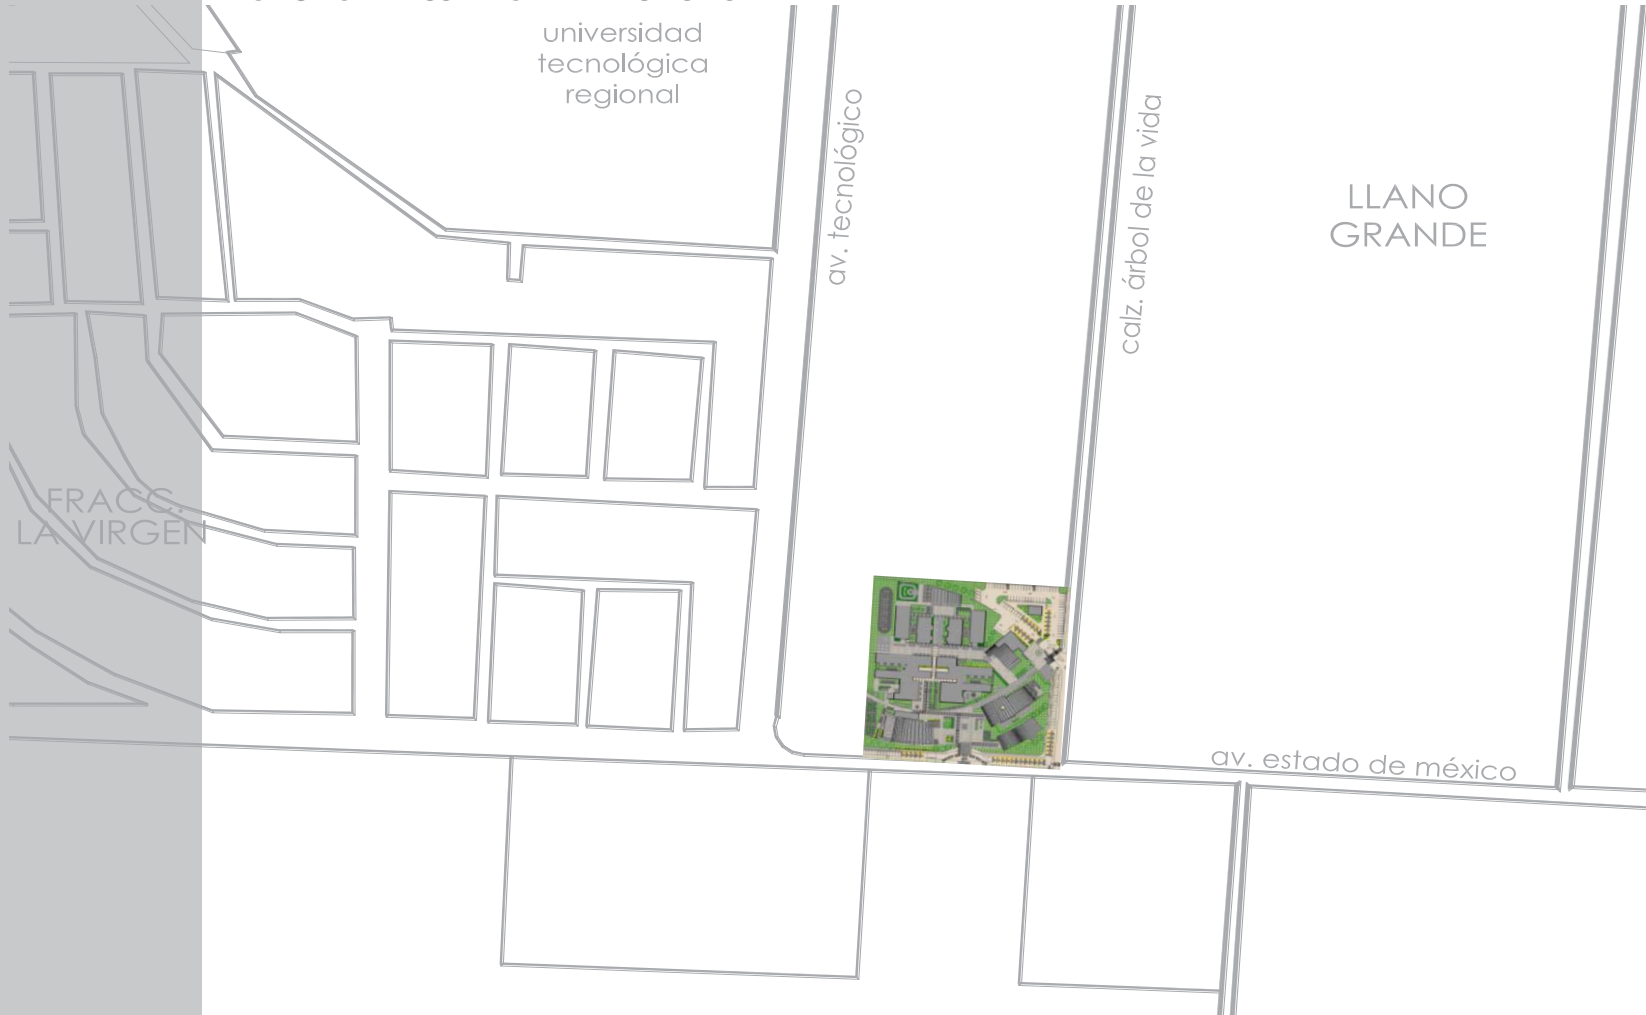 universidad
tecnológica
regional
av. tecnológico
calz. árbol de la vida
LLANO
GRANDE
FRACC.
LA VIRGEN
av. estado de méxico